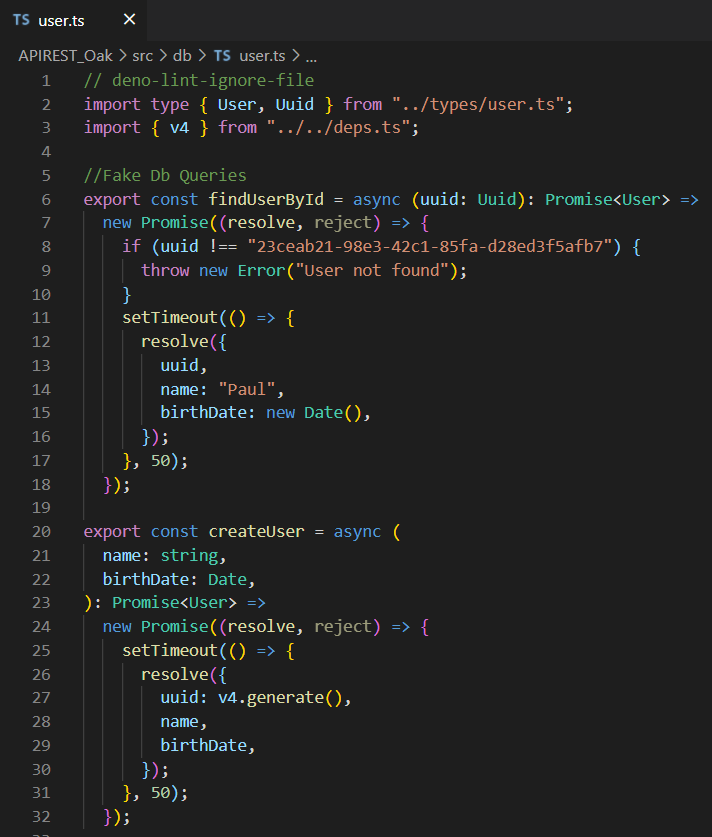 TS user.ts ×
APIREST_Oak > src > db > TS user.ts > ...
1 // deno-lint-ignore-file
2 import type { User, Uuid } from "../types/user.ts";
3 import { v4 } from "../../deps.ts";
4
5 //Fake Db Queries
6 export const findUserById = async (uuid: Uuid): Promise<User> =>
7   new Promise((resolve, reject) => {
8     if (uuid !== "23ceab21-98e3-42c1-85fa-d28ed3f5afb7") {
9       throw new Error("User not found");
10     }
11     setTimeout(() => {
12       resolve({
13         uuid,
14         name: "Paul",
15         birthDate: new Date(),
16       });
17     }, 50);
18   });
19
20 export const createUser = async (
21   name: string,
22   birthDate: Date,
23 ): Promise<User> =>
24   new Promise((resolve, reject) => {
25     setTimeout(() => {
26       resolve({
27         uuid: v4.generate(),
28         name,
29         birthDate,
30       });
31     }, 50);
32   });